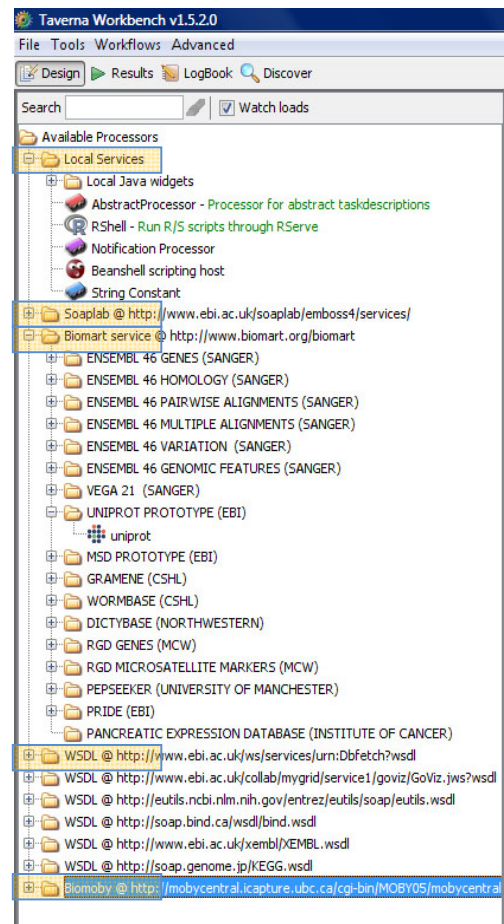 Taverna Workbench v1.5.2.0
File Tools Workflows Advanced
Design Results LogBook Discover
Search Watch loads
Available Processors
Local Services
Local Java widgets
AbstractProcessor - Processor for abstract taskdescriptions
RShell - Run R/S scripts through RServe
Notification Processor
Beanshell scripting host
String Constant
Soaplab @ http://www.ebi.ac.uk/soaplab/emboss4/services/
Biomart service @ http://www.biomart.org/biomart
ENSEMBL 46 GENES (SANGER)
ENSEMBL 46 HOMOLOGY (SANGER)
ENSEMBL 46 PAIRWISE ALIGNMENTS (SANGER)
ENSEMBL 46 MULTIPLE ALIGNMENTS (SANGER)
ENSEMBL 46 VARIATION (SANGER)
ENSEMBL 46 GENOMIC FEATURES (SANGER)
VEGA 21 (SANGER)
UNIPROT PROTOTYPE (EBI)
uniprot
MSD PROTOTYPE (EBI)
GRAMENE (CSHL)
WORMBASE (CSHL)
DICTYBASE (NORTHWESTERN)
RGD GENES (MCW)
RGD MICROSATELLITE MARKERS (MCW)
PEPSEEKER (UNIVERSITY OF MANCHESTER)
PRIDE (EBI)
PANCREATIC EXPRESSION DATABASE (INSTITUTE OF CANCER)
WSDL @ http://www.ebi.ac.uk/ws/services/urn:Dbfetch?wsdl
WSDL @ http://www.ebi.ac.uk/collab/mygrid/service1/goviz/GoViz.jws?wsdl
WSDL @ http://eutils.ncbi.nlm.nih.gov/entrez/eutils/soap/eutils.wsdl
WSDL @ http://soap.bind.ca/wsdl/bind.wsdl
WSDL @ http://www.ebi.ac.uk/xembl/XEMBL.wsdl
WSDL @ http://soap.genome.jp/KEGG.wsdl
Biomoby @ http://mobycentral.icapture.ubc.ca/cgi-bin/MOBY05/mobycentral